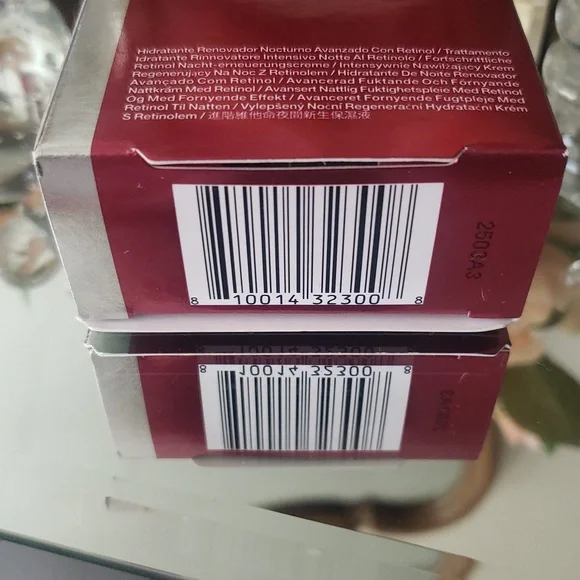 Hidratante Renovador Nocturno Avanzado Con Retinol / Trattamento
Idratante Rinnovatore Intensivo Notte Al Retinolo / Fortschrittliche
Retinol Nacht-erneuerungscreme / Intensywnie Nawilżający Krem
Regenerujący Na Noc Z Retinolem / Hidratante De Noite Renovador
Avançado Com Retinol / Avancerad Fuktande Och Förnyande
Nattkräm Med Retinol / Avansert Nattlig Fuktighetspleie Med Retinol
Og Med Fornyende Effekt / Avanceret Fornyende Fugtpleje Med
Retinol Til Natten / Vylepšený Noční Regenerační Hydratační Krém
S Retinolem / 進階維他命夜間新生保濕液
2500A3
8 10014 32300 8